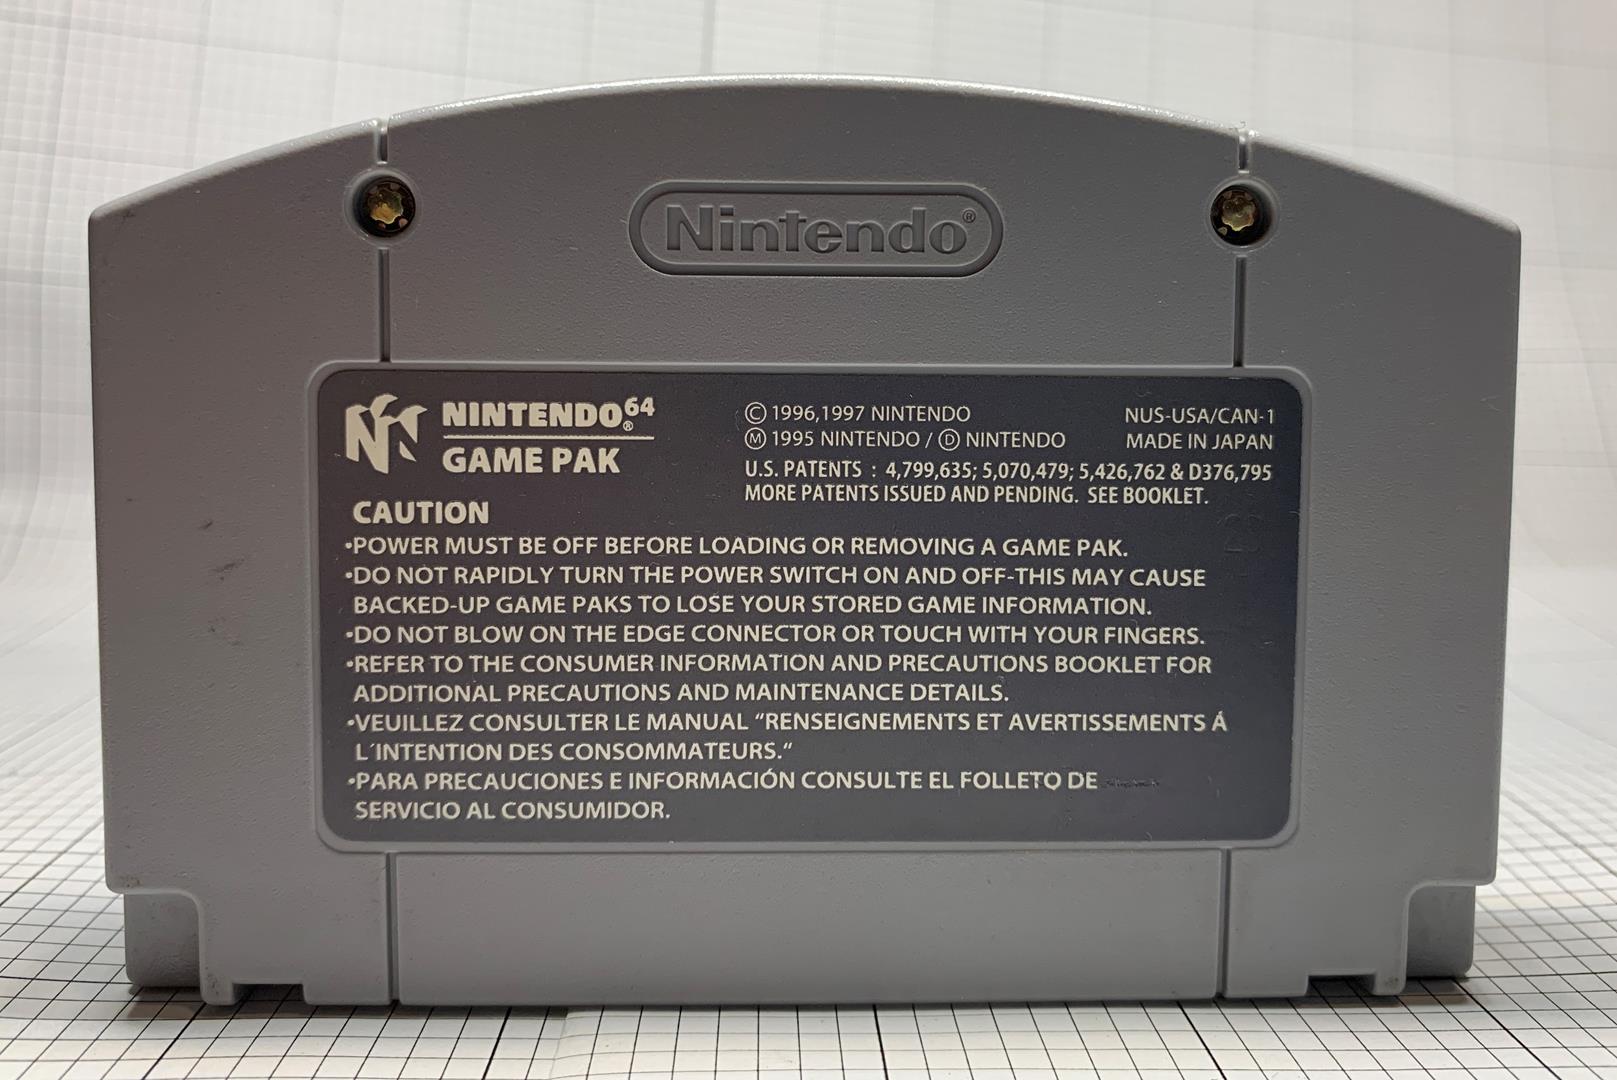 Nintendo®
NINTENDO64®
GAME PAK
Ⓒ 1996,1997 NINTENDO
Ⓜ 1995 NINTENDO / Ⓓ NINTENDO
NUS-USA/CAN-1
MADE IN JAPAN
U.S. PATENTS : 4,799,635; 5,070,479; 5,426,762 & D376,795
MORE PATENTS ISSUED AND PENDING. SEE BOOKLET.
CAUTION
•POWER MUST BE OFF BEFORE LOADING OR REMOVING A GAME PAK.
•DO NOT RAPIDLY TURN THE POWER SWITCH ON AND OFF-THIS MAY CAUSE
BACKED-UP GAME PAKS TO LOSE YOUR STORED GAME INFORMATION.
•DO NOT BLOW ON THE EDGE CONNECTOR OR TOUCH WITH YOUR FINGERS.
•REFER TO THE CONSUMER INFORMATION AND PRECAUTIONS BOOKLET FOR
ADDITIONAL PRECAUTIONS AND MAINTENANCE DETAILS.
•VEUILLEZ CONSULTER LE MANUAL "RENSEIGNEMENTS ET AVERTISSEMENTS Á
L´INTENTION DES CONSOMMATEURS."
•PARA PRECAUCIONES E INFORMACIÓN CONSULTE EL FOLLETO DE
SERVICIO AL CONSUMIDOR.